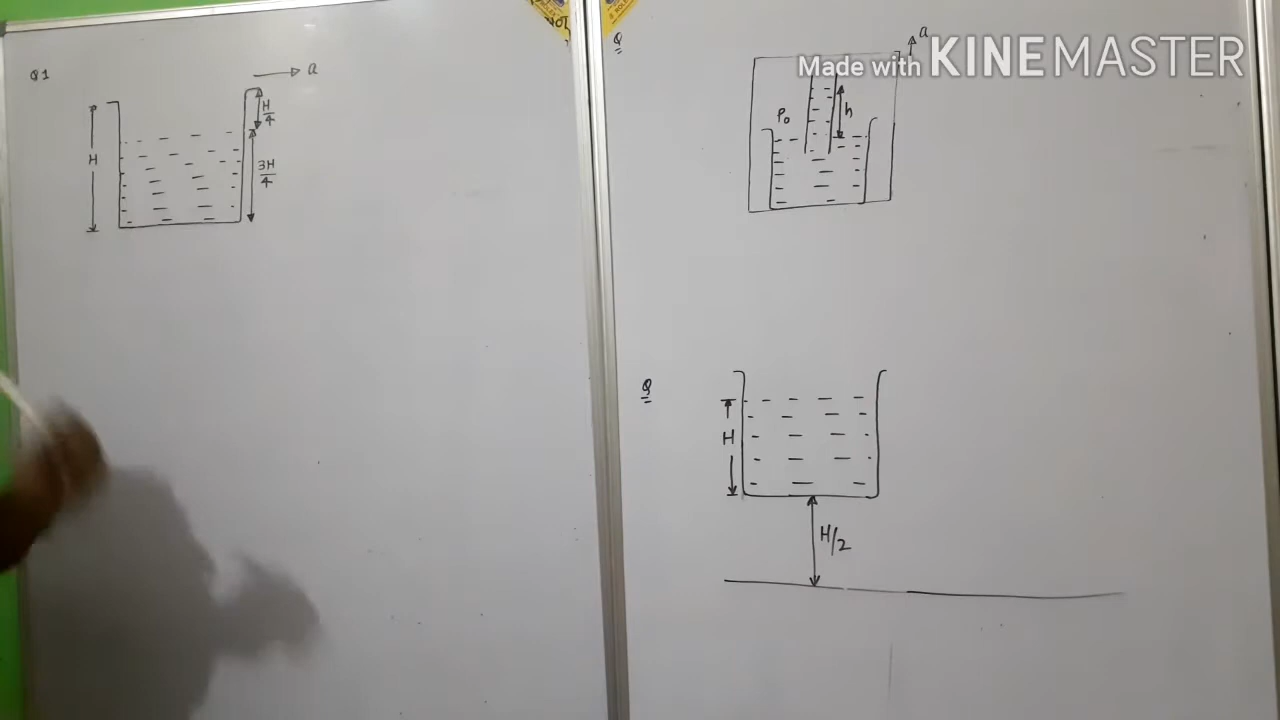 Q1
a
H
H/4
3H/4
Q
a
Made with KINEMASTER
P₀
h
Q
H
H/2